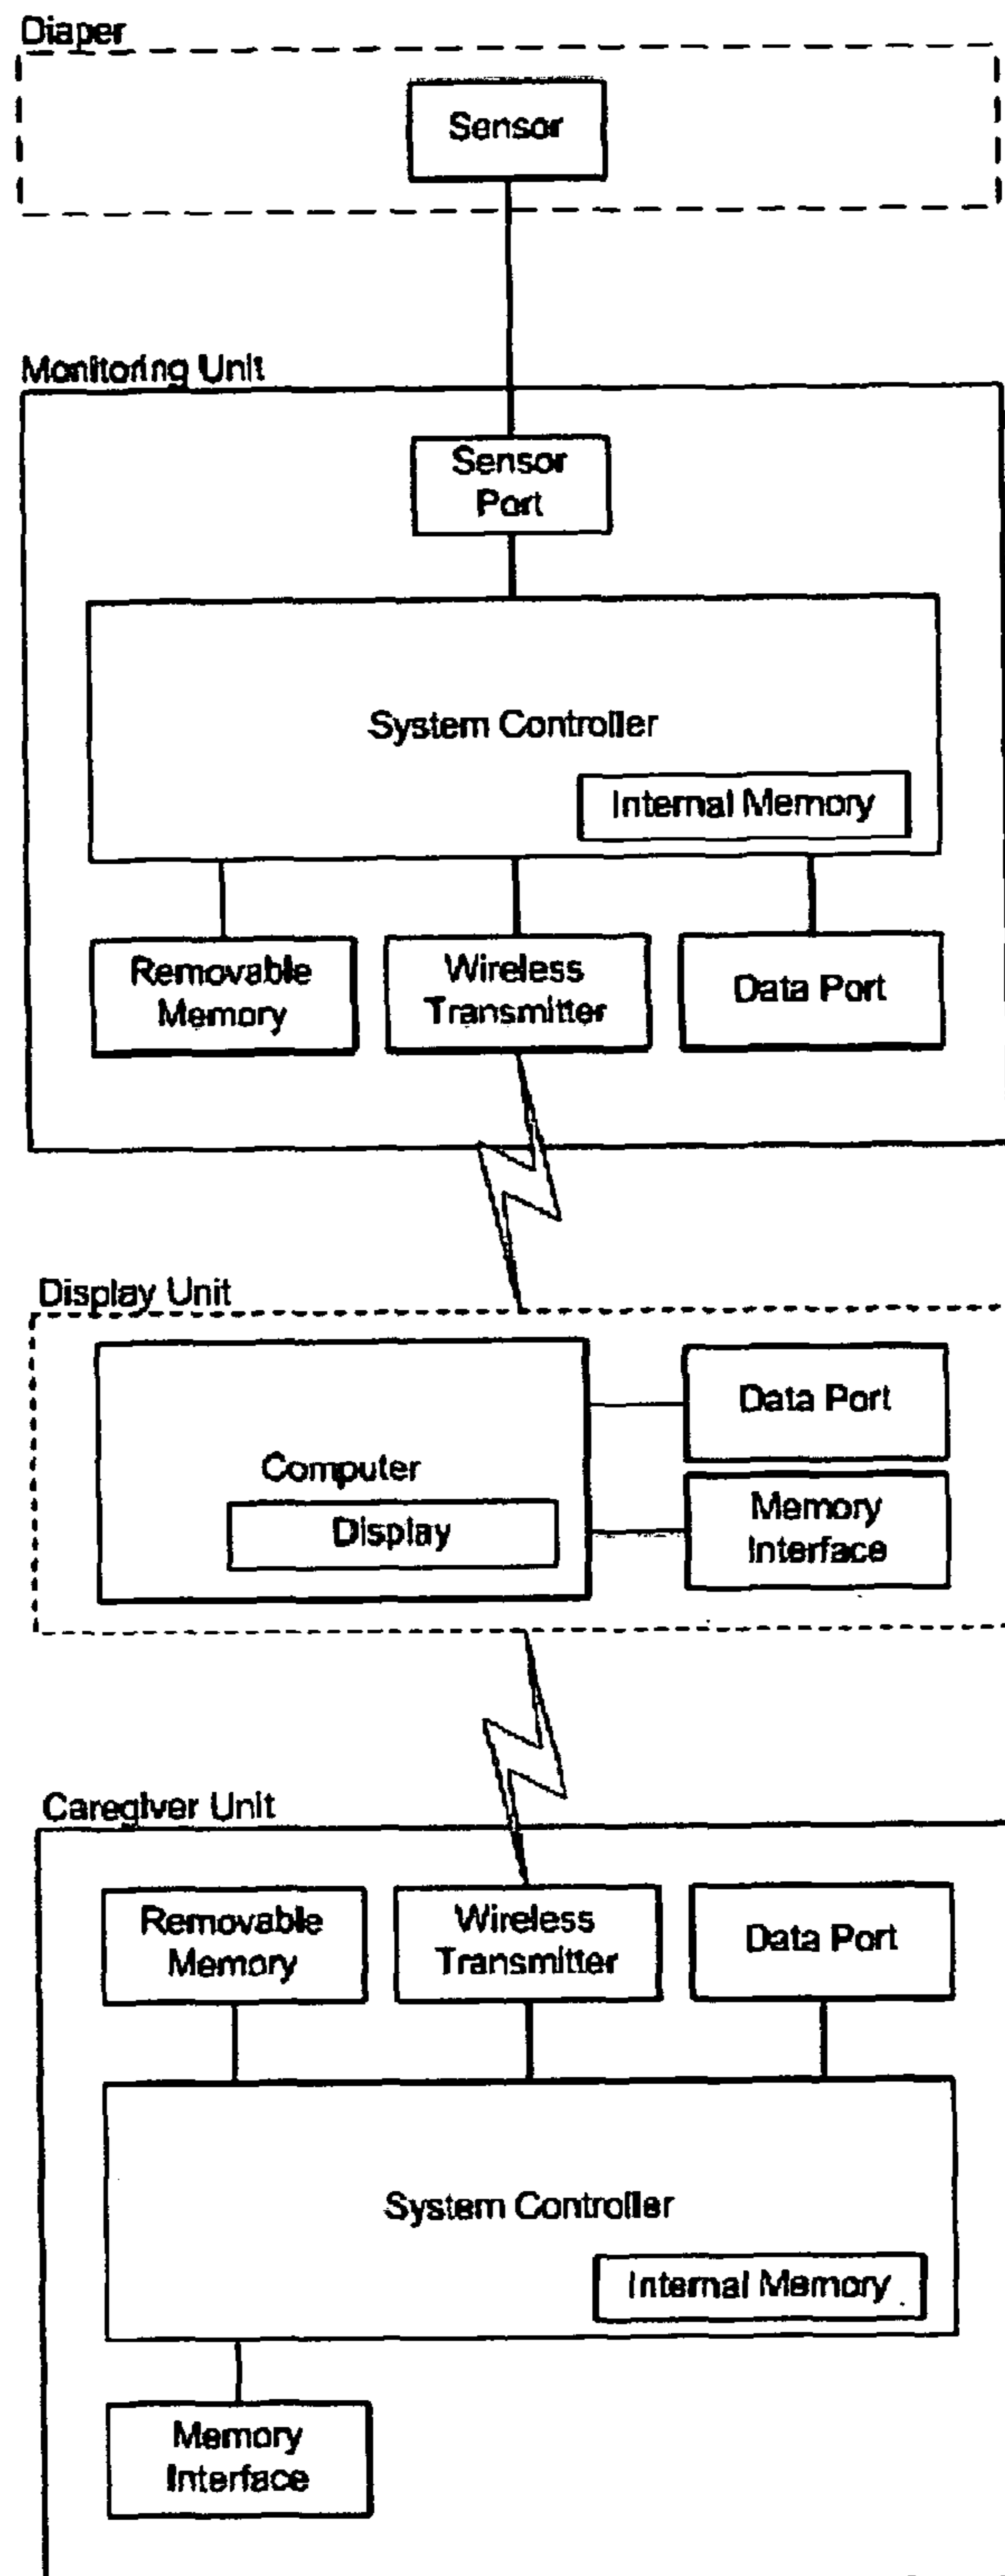 Diaper
Sensor
Monitoring Unit
Sensor
Port
System Controller
Internal Memory
Removable
Memory
Wireless
Transmitter
Data Port
Display Unit
Computer
Display
Data Port
Memory
Interface
Caregiver Unit
Removable
Memory
Wireless
Transmitter
Data Port
System Controller
Internal Memory
Memory
Interface